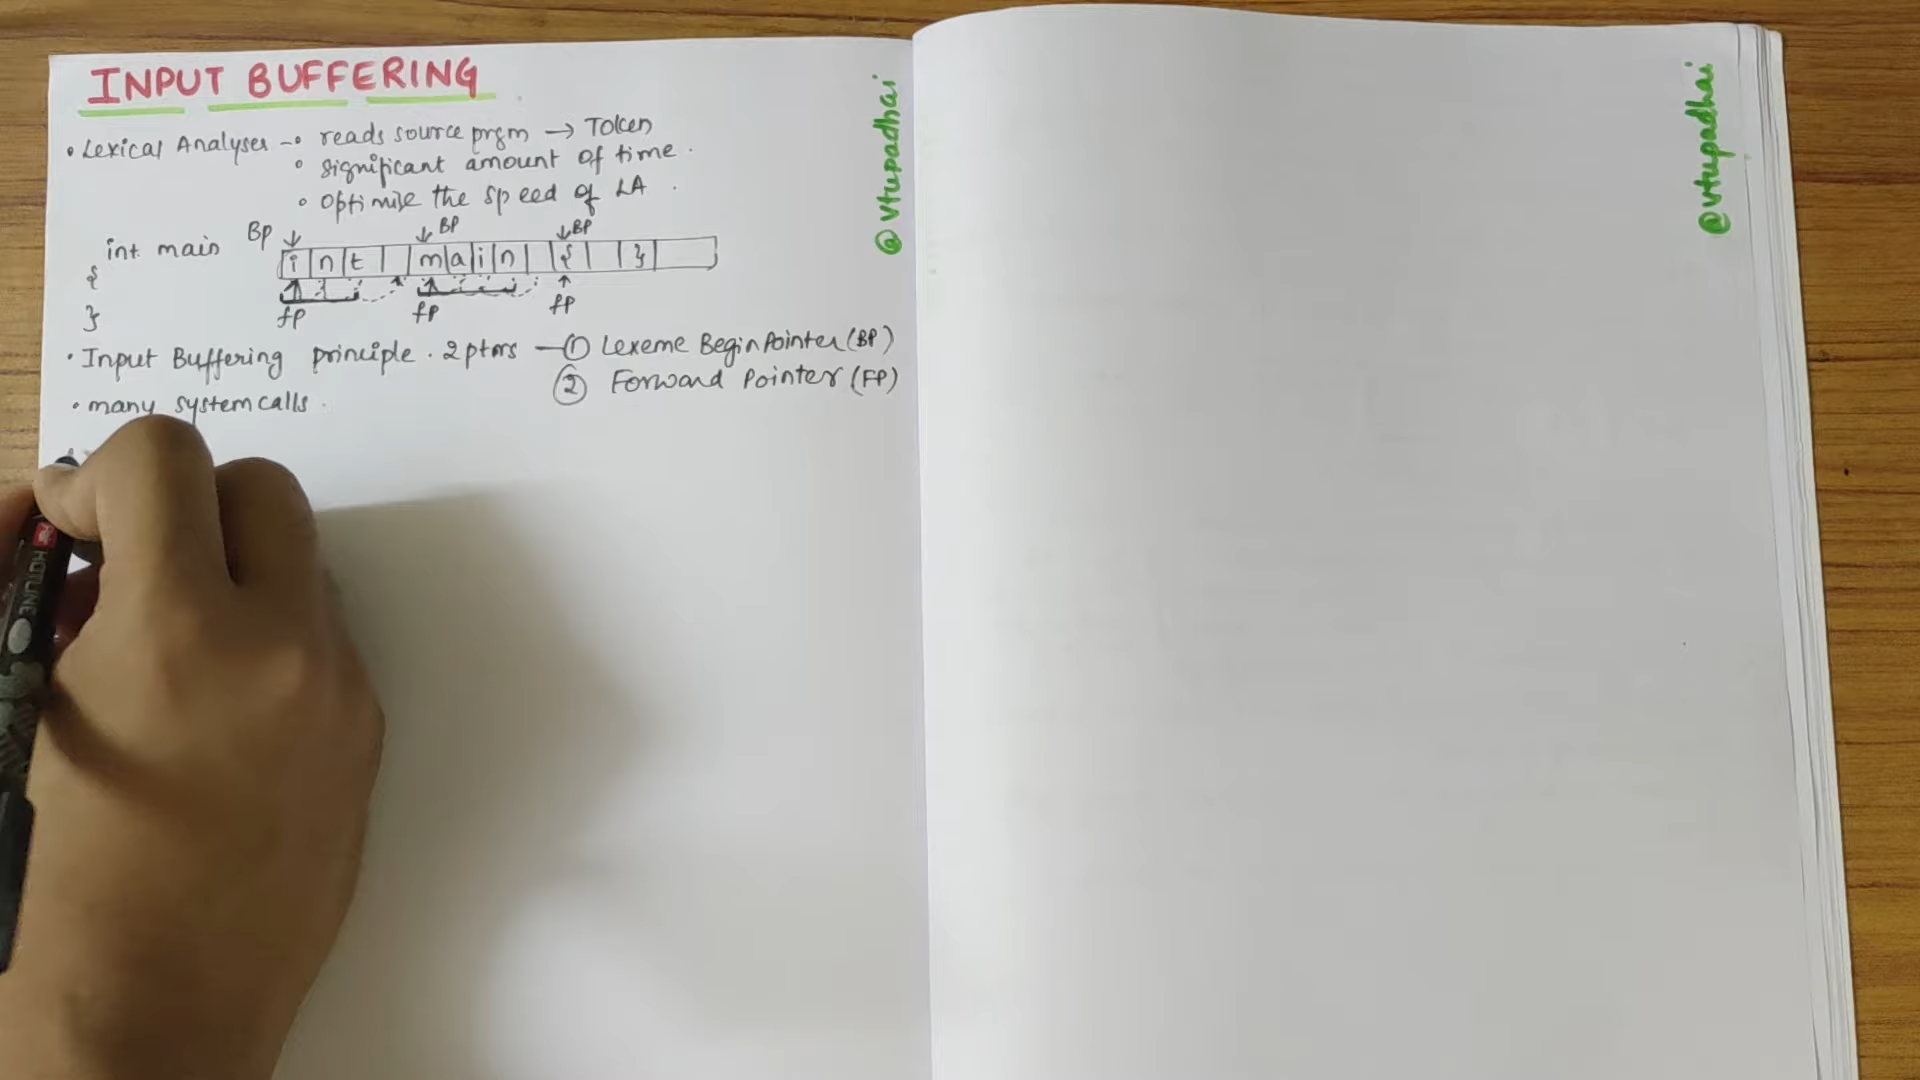 INPUT BUFFERING
• Lexical Analyser - • reads source prgm → Token
• significant amount of time.
• optimise the speed of LA.
BP BP BP
int main
{
}
i n t m a i n { }
fp fp fp
• Input Buffering principle. 2 ptrs — ① Lexeme Begin Pointer (BP)
② Forward Pointer (FP)
• many system calls.
HOTLINE
@vtupadhai
@vtupadhai